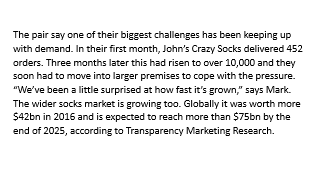 The pair say one of their biggest challenges has been keeping up
with demand. In their first month, John's Crazy Socks delivered 452
orders. Three months later this had risen to over 10,000 and they
soon had to move into larger premises to cope with the pressure.
"We've been a little surprised at how fast it's grown," says Mark.
The wider socks market is growing too. Globally it was worth more
$42bn in 2016 and is expected to reach more than $75bn by the
end of 2025, according to Transparency Marketing Research.